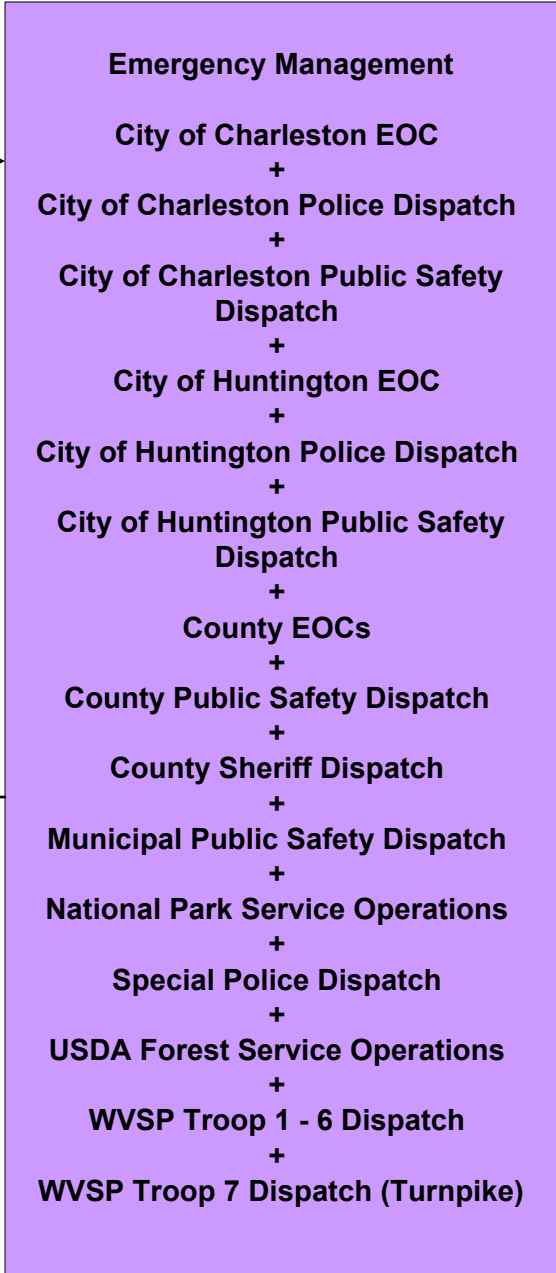 Emergency Management
City of Charleston EOC
+
City of Charleston Police Dispatch
+
City of Charleston Public Safety
Dispatch
+
City of Huntington EOC
+
City of Huntington Police Dispatch
+
City of Huntington Public Safety
Dispatch
+
County EOCs
+
County Public Safety Dispatch
+
County Sheriff Dispatch
+
Municipal Public Safety Dispatch
+
National Park Service Operations
+
Special Police Dispatch
+
USDA Forest Service Operations
+
WVSP Troop 1 - 6 Dispatch
+
WVSP Troop 7 Dispatch (Turnpike)